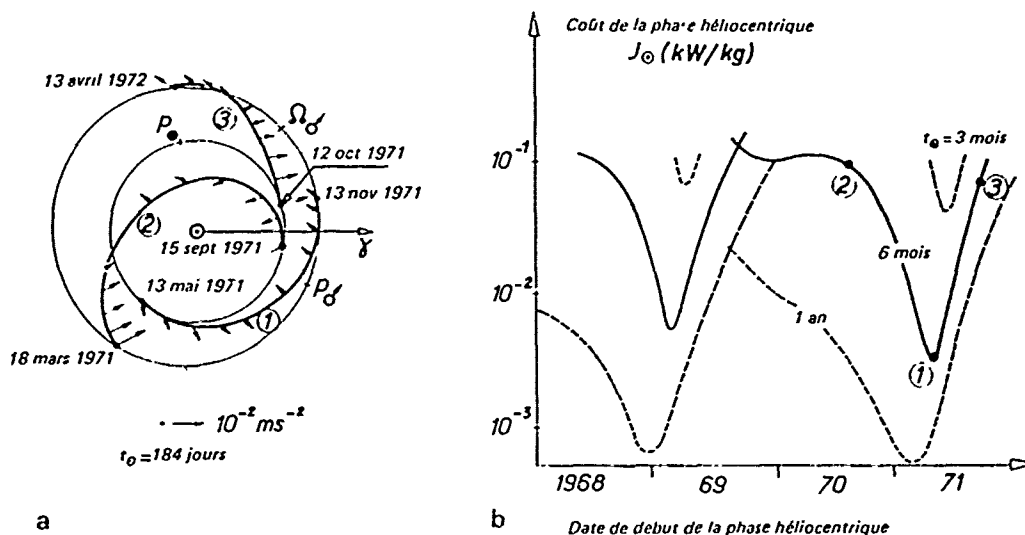 13 avril 1972
③
Ω♂
P
12 oct 1971
13 nov 1971
②
15 sept 1971
γ
13 mai 1971
P♂
①
18 mars 1971
10⁻² ms⁻²
t₀ = 184 jours
a
Coût de la phase héliocentrique
J⊙ (kW/kg)
10⁻¹
t₀ = 3 mois
②
③
6 mois
10⁻²
1 an
①
10⁻³
1968
69
70
71
b
Date de debut de la phase héliocentrique